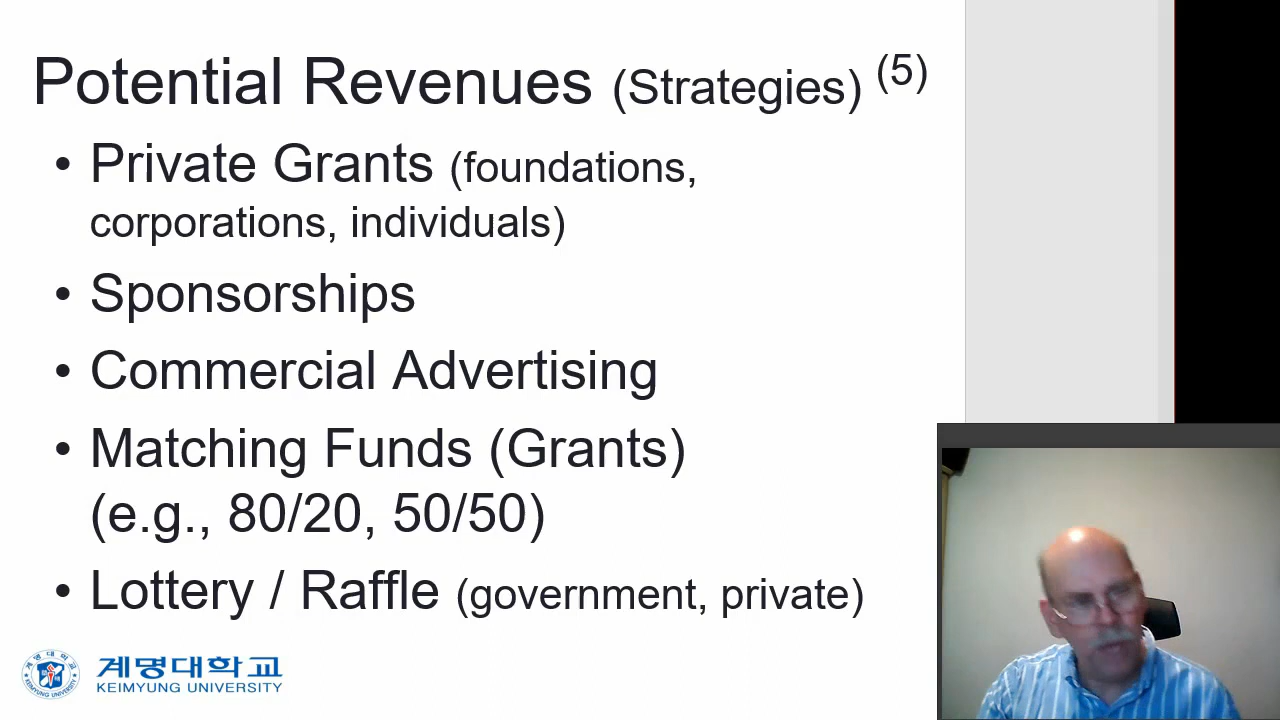 Potential Revenues (Strategies) (5)
• Private Grants (foundations,
corporations, individuals)
• Sponsorships
• Commercial Advertising
• Matching Funds (Grants)
(e.g., 80/20, 50/50)
• Lottery / Raffle (government, private)
계명대학교
KEIMYUNG UNIVERSITY